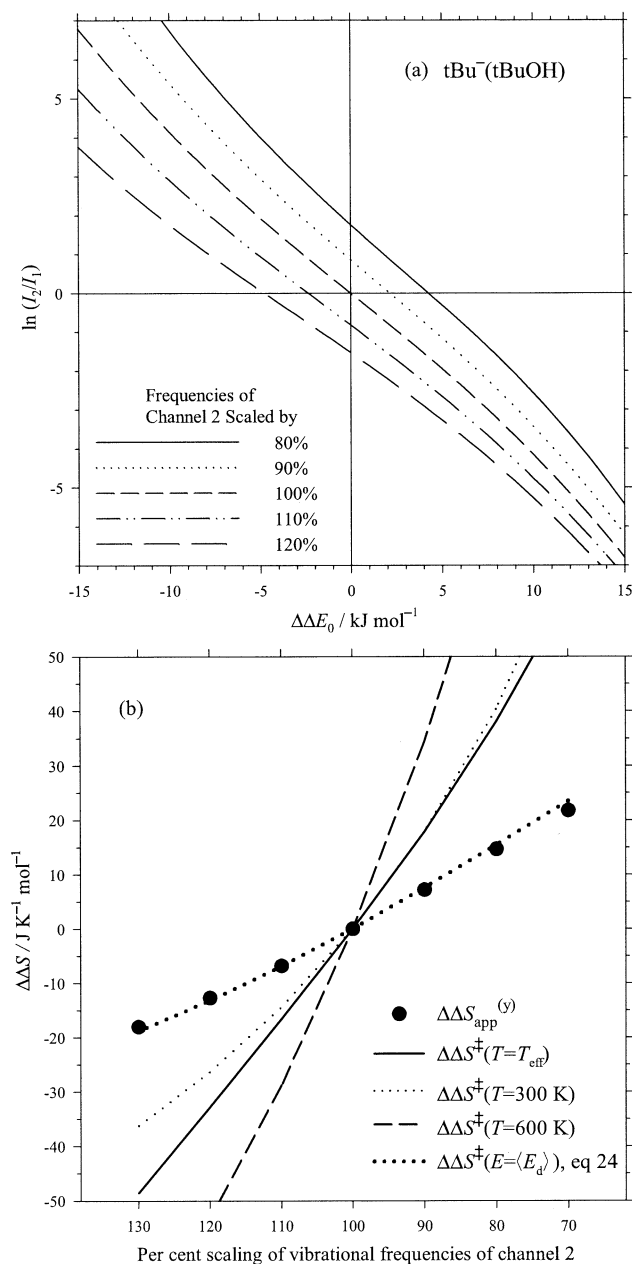 (a) tBu⁻(tBuOH)
5
0
-5
ln (I₂/I₁)
Frequencies of
Channel 2 Scaled by
80%
90%
100%
110%
120%
-15 -10 -5 0 5 10 15
ΔΔE₀ / kJ mol⁻¹
(b)
50
40
30
20
10
0
-10
-20
-30
-40
-50
ΔΔS / J K⁻¹ mol⁻¹
ΔΔS_app^(y)
ΔΔS‡(T=T_eff)
ΔΔS‡(T=300 K)
ΔΔS‡(T=600 K)
ΔΔS‡(E=⟨E_d⟩), eq 24
130 120 110 100 90 80 70
Per cent scaling of vibrational frequencies of channel 2